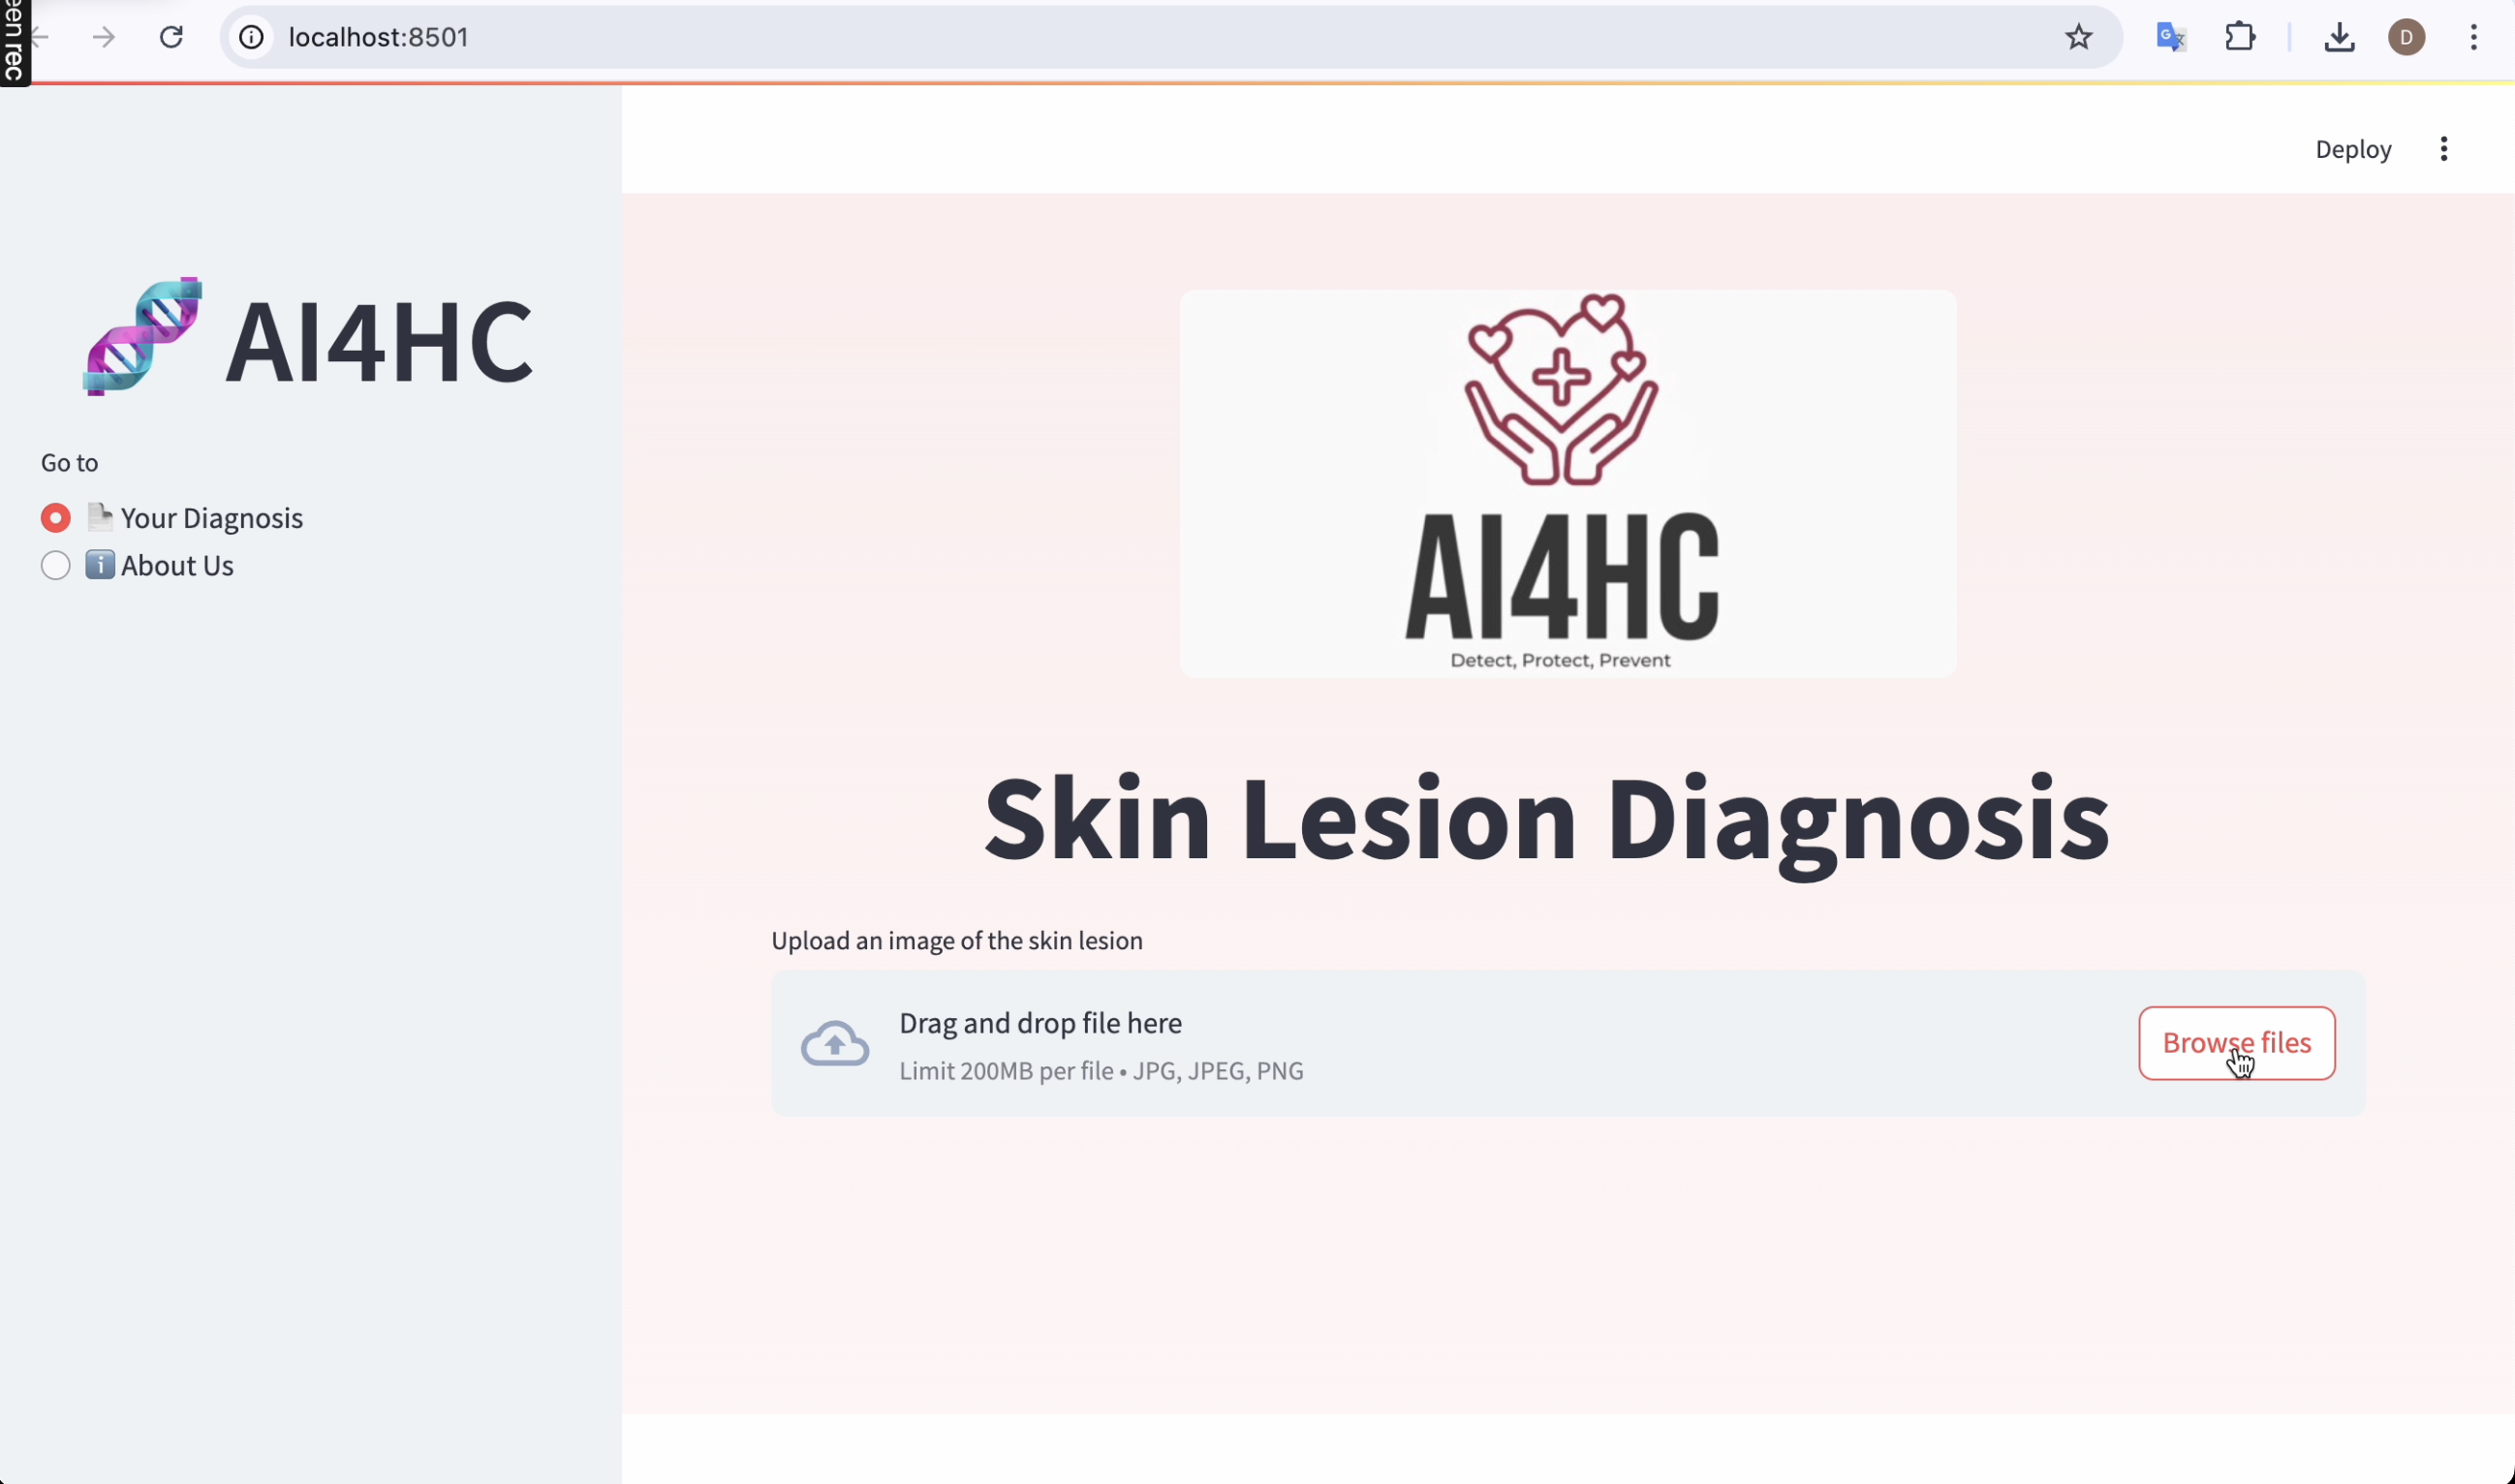 een rec
localhost:8501
D
Deploy
AI4HC
Go to
Your Diagnosis
About Us
AI4HC
Detect, Protect, Prevent
Skin Lesion Diagnosis
Upload an image of the skin lesion
Drag and drop file here
Limit 200MB per file • JPG, JPEG, PNG
Browse files